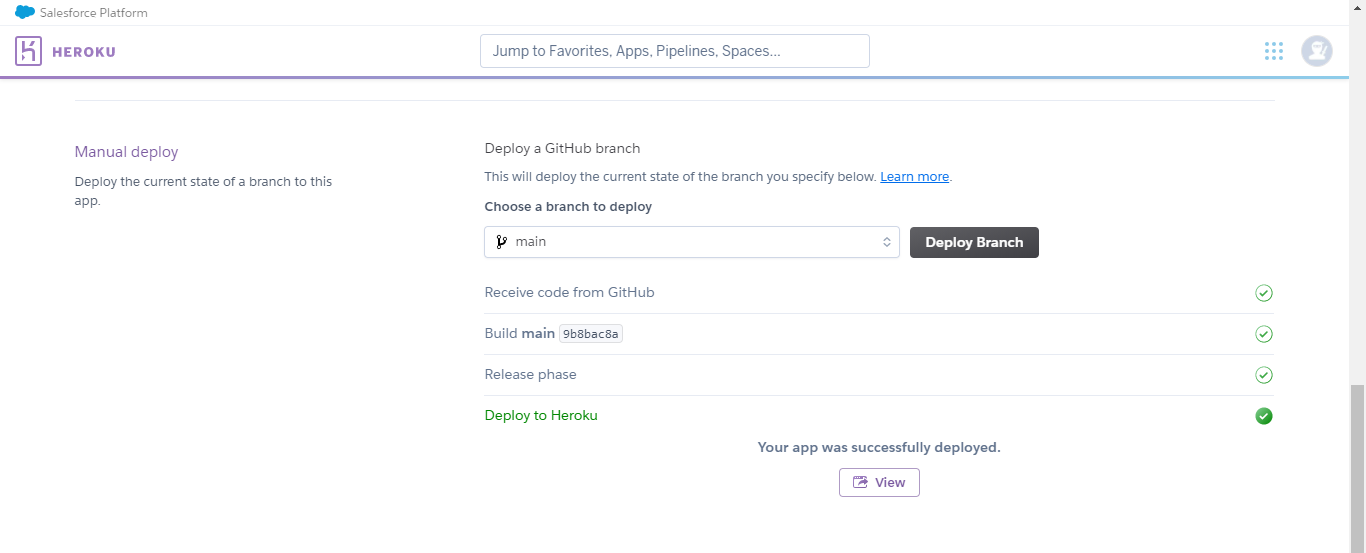 Salesforce Platform
HEROKU
Jump to Favorites, Apps, Pipelines, Spaces...
Manual deploy
Deploy the current state of a branch to this
app.
Deploy a GitHub branch
This will deploy the current state of the branch you specify below. Learn more.
Choose a branch to deploy
main
Deploy Branch
Receive code from GitHub
Build main 9b8bac8a
Release phase
Deploy to Heroku
Your app was successfully deployed.
View